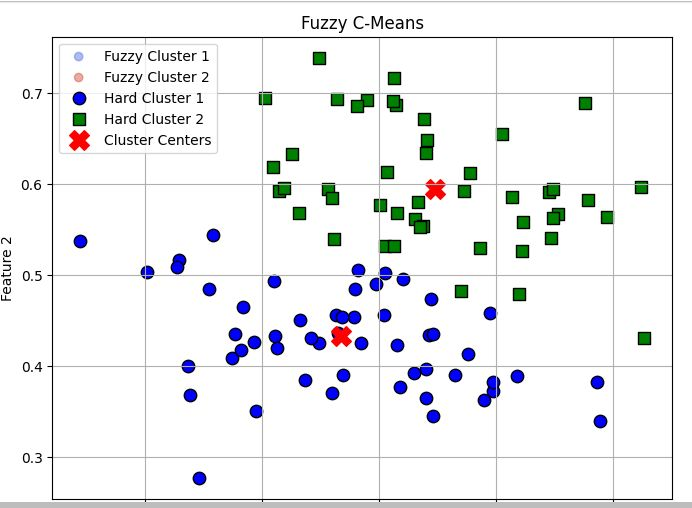 Fuzzy C-Means
Fuzzy Cluster 1
Fuzzy Cluster 2
Hard Cluster 1
Hard Cluster 2
Cluster Centers
0.7
0.6
0.5
0.4
0.3
Feature 2